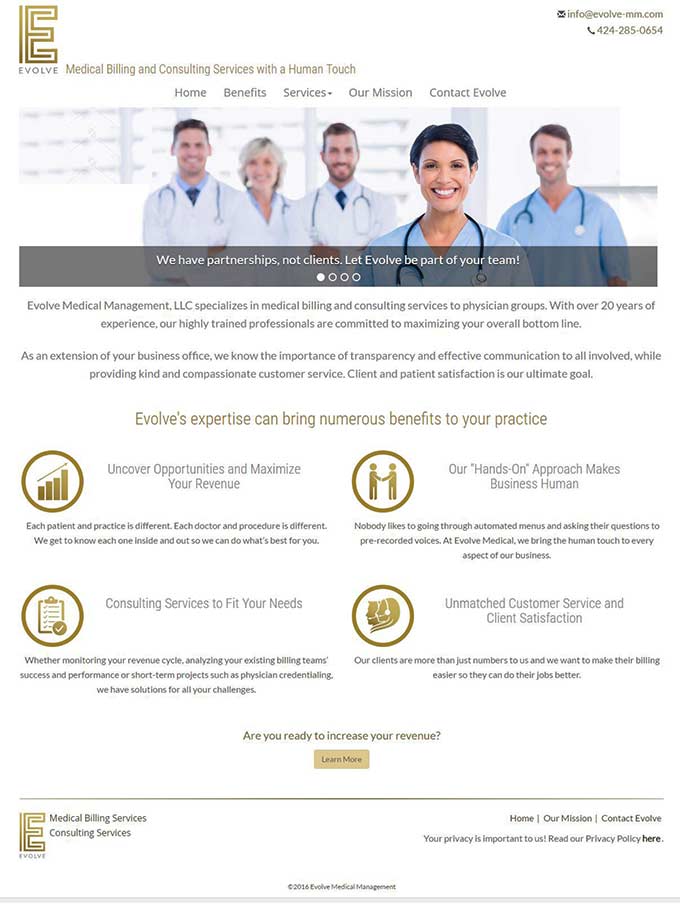 info@evolve-mm.com
424-285-0654
EVOLVE
Medical Billing and Consulting Services with a Human Touch
Home Benefits Services Our Mission Contact Evolve
We have partnerships, not clients. Let Evolve be part of your team!
Evolve Medical Management, LLC specializes in medical billing and consulting services to physician groups. With over 20 years of
experience, our highly trained professionals are committed to maximizing your overall bottom line.
As an extension of your business office, we know the importance of transparency and effective communication to all involved, while
providing kind and compassionate customer service. Client and patient satisfaction is our ultimate goal.
Evolve's expertise can bring numerous benefits to your practice
Uncover Opportunities and Maximize
Your Revenue
Each patient and practice is different. Each doctor and procedure is different.
We get to know each one inside and out so we can do what's best for you.
Our "Hands-On" Approach Makes
Business Human
Nobody likes to going through automated menus and asking their questions to
pre-recorded voices. At Evolve Medical, we bring the human touch to every
aspect of our business.
Consulting Services to Fit Your Needs
Whether monitoring your revenue cycle, analyzing your existing billing teams'
success and performance or short-term projects such as physician credentialing,
we have solutions for all your challenges.
Unmatched Customer Service and
Client Satisfaction
Our clients are more than just numbers to us and we want to make their billing
easier so they can do their jobs better.
Are you ready to increase your revenue?
Learn More
EVOLVE
Medical Billing Services
Consulting Services
Home | Our Mission | Contact Evolve
Your privacy is important to us! Read our Privacy Policy here.
©2016 Evolve Medical Management